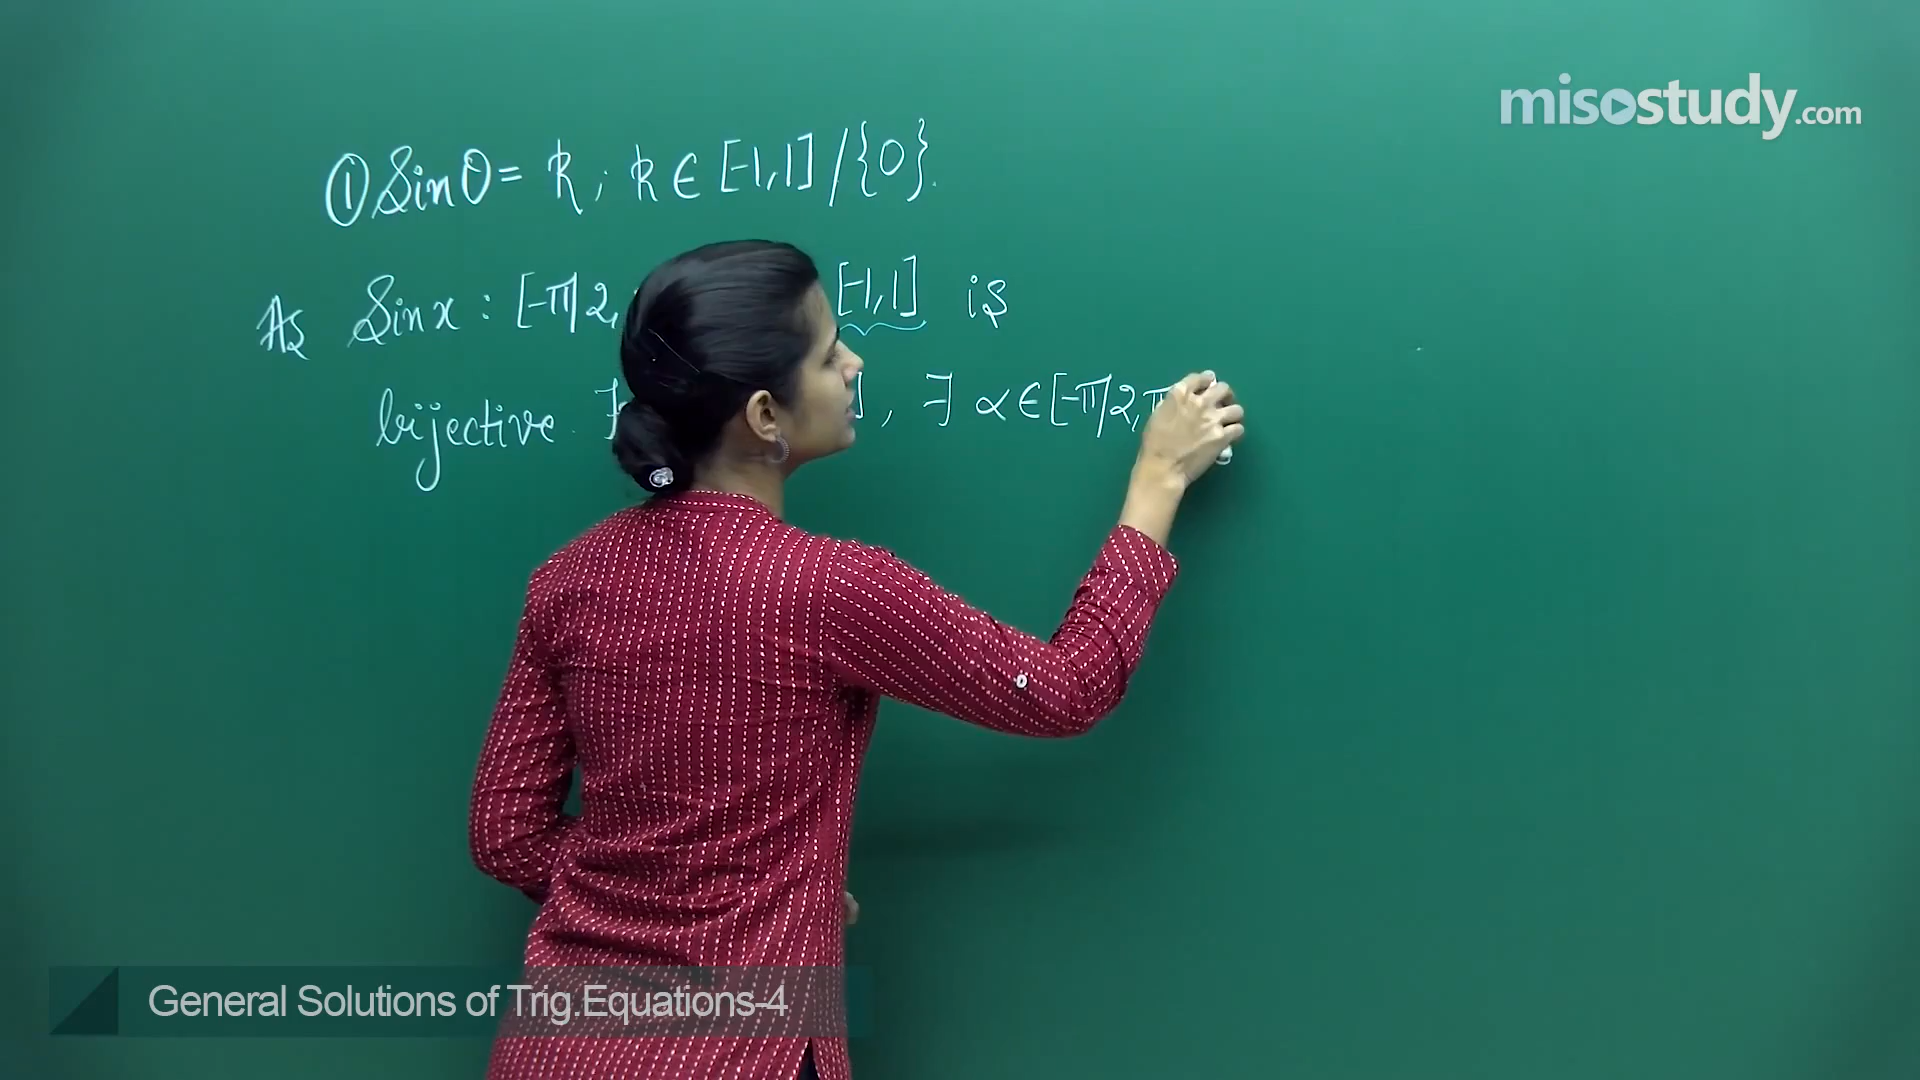 misostudy.com
① Sinθ = k ; k ∈ [-1,1] / {0}.
As Sin x : [-π/2, [-1,1] is
bijective. ] , ∃ α ∈ [-π/2, π
General Solutions of Trig.Equations-4